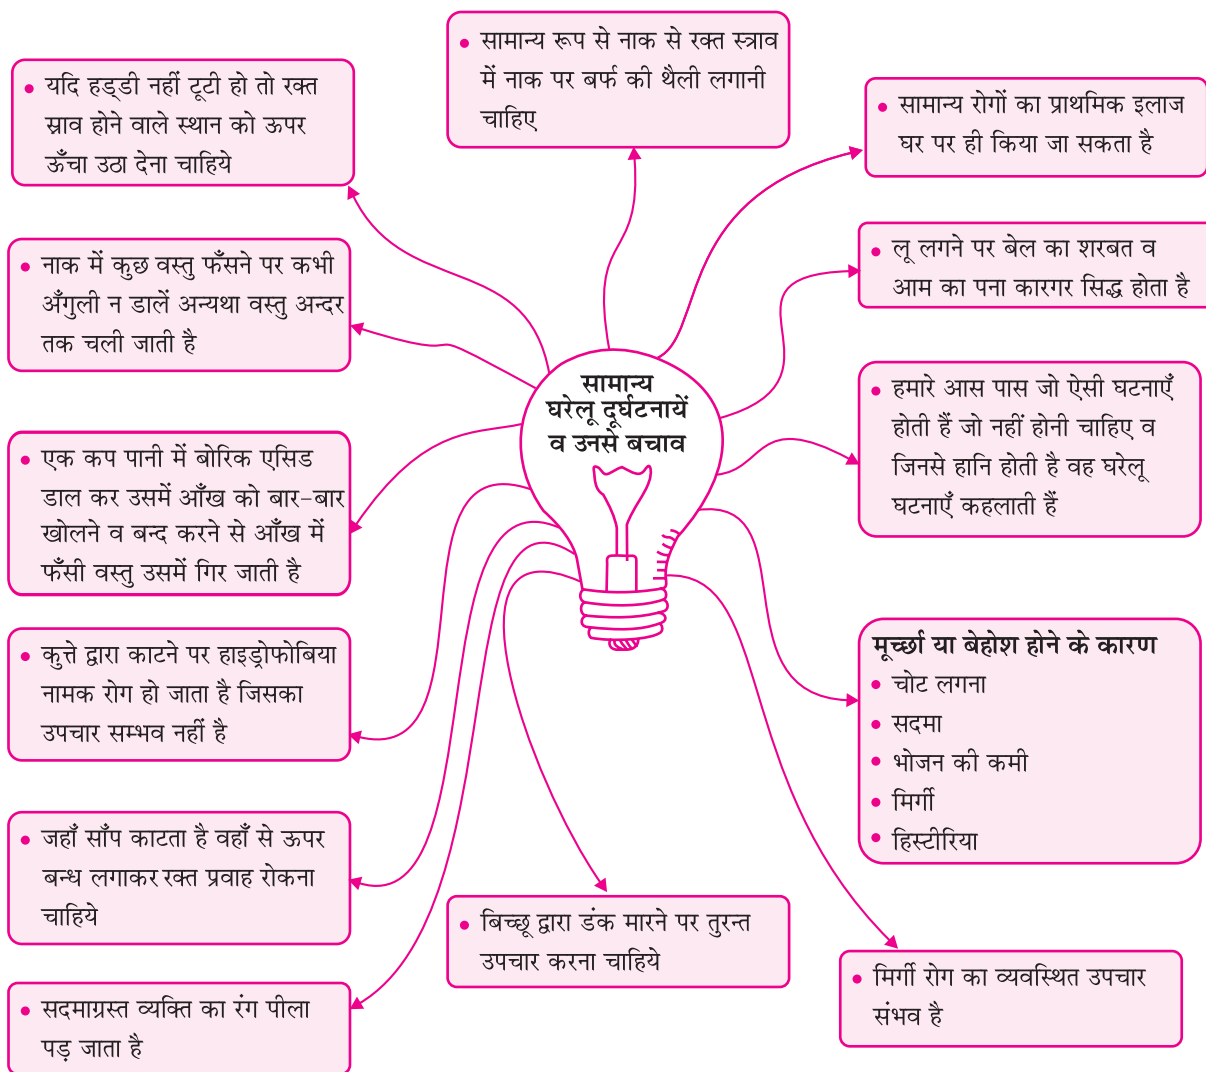 सामान्य
घरेलू दुर्घटनायें
व उनसे बचाव
सामान्य रूप से नाक से रक्त स्त्राव
में नाक पर बर्फ की थैली लगानी
चाहिए
सामान्य रोगों का प्राथमिक इलाज
घर पर ही किया जा सकता है
लू लगने पर बेल का शरबत व
आम का पना कारगर सिद्ध होता है
हमारे आस पास जो ऐसी घटनाएँ
होती हैं जो नहीं होनी चाहिए व
जिनसे हानि होती है वह घरेलू
घटनाएँ कहलाती हैं
मूर्च्छा या बेहोश होने के कारण
चोट लगना
सदमा
भोजन की कमी
मिर्गी
हिस्टीरिया
मिर्गी रोग का व्यवस्थित उपचार
संभव है
बिच्छू द्वारा डंक मारने पर तुरन्त
उपचार करना चाहिये
यदि हड्डी नहीं टूटी हो तो रक्त
स्राव होने वाले स्थान को ऊपर
ऊँचा उठा देना चाहिये
नाक में कुछ वस्तु फँसने पर कभी
अँगुली न डालें अन्यथा वस्तु अन्दर
तक चली जाती है
एक कप पानी में बोरिक एसिड
डाल कर उसमें आँख को बार-बार
खोलने व बन्द करने से आँख में
फँसी वस्तु उसमें गिर जाती है
कुत्ते द्वारा काटने पर हाइड्रोफोबिया
नामक रोग हो जाता है जिसका
उपचार सम्भव नहीं है
जहाँ साँप काटता है वहाँ से ऊपर
बन्ध लगाकर रक्त प्रवाह रोकना
चाहिये
सदमाग्रस्त व्यक्ति का रंग पीला
पड़ जाता है